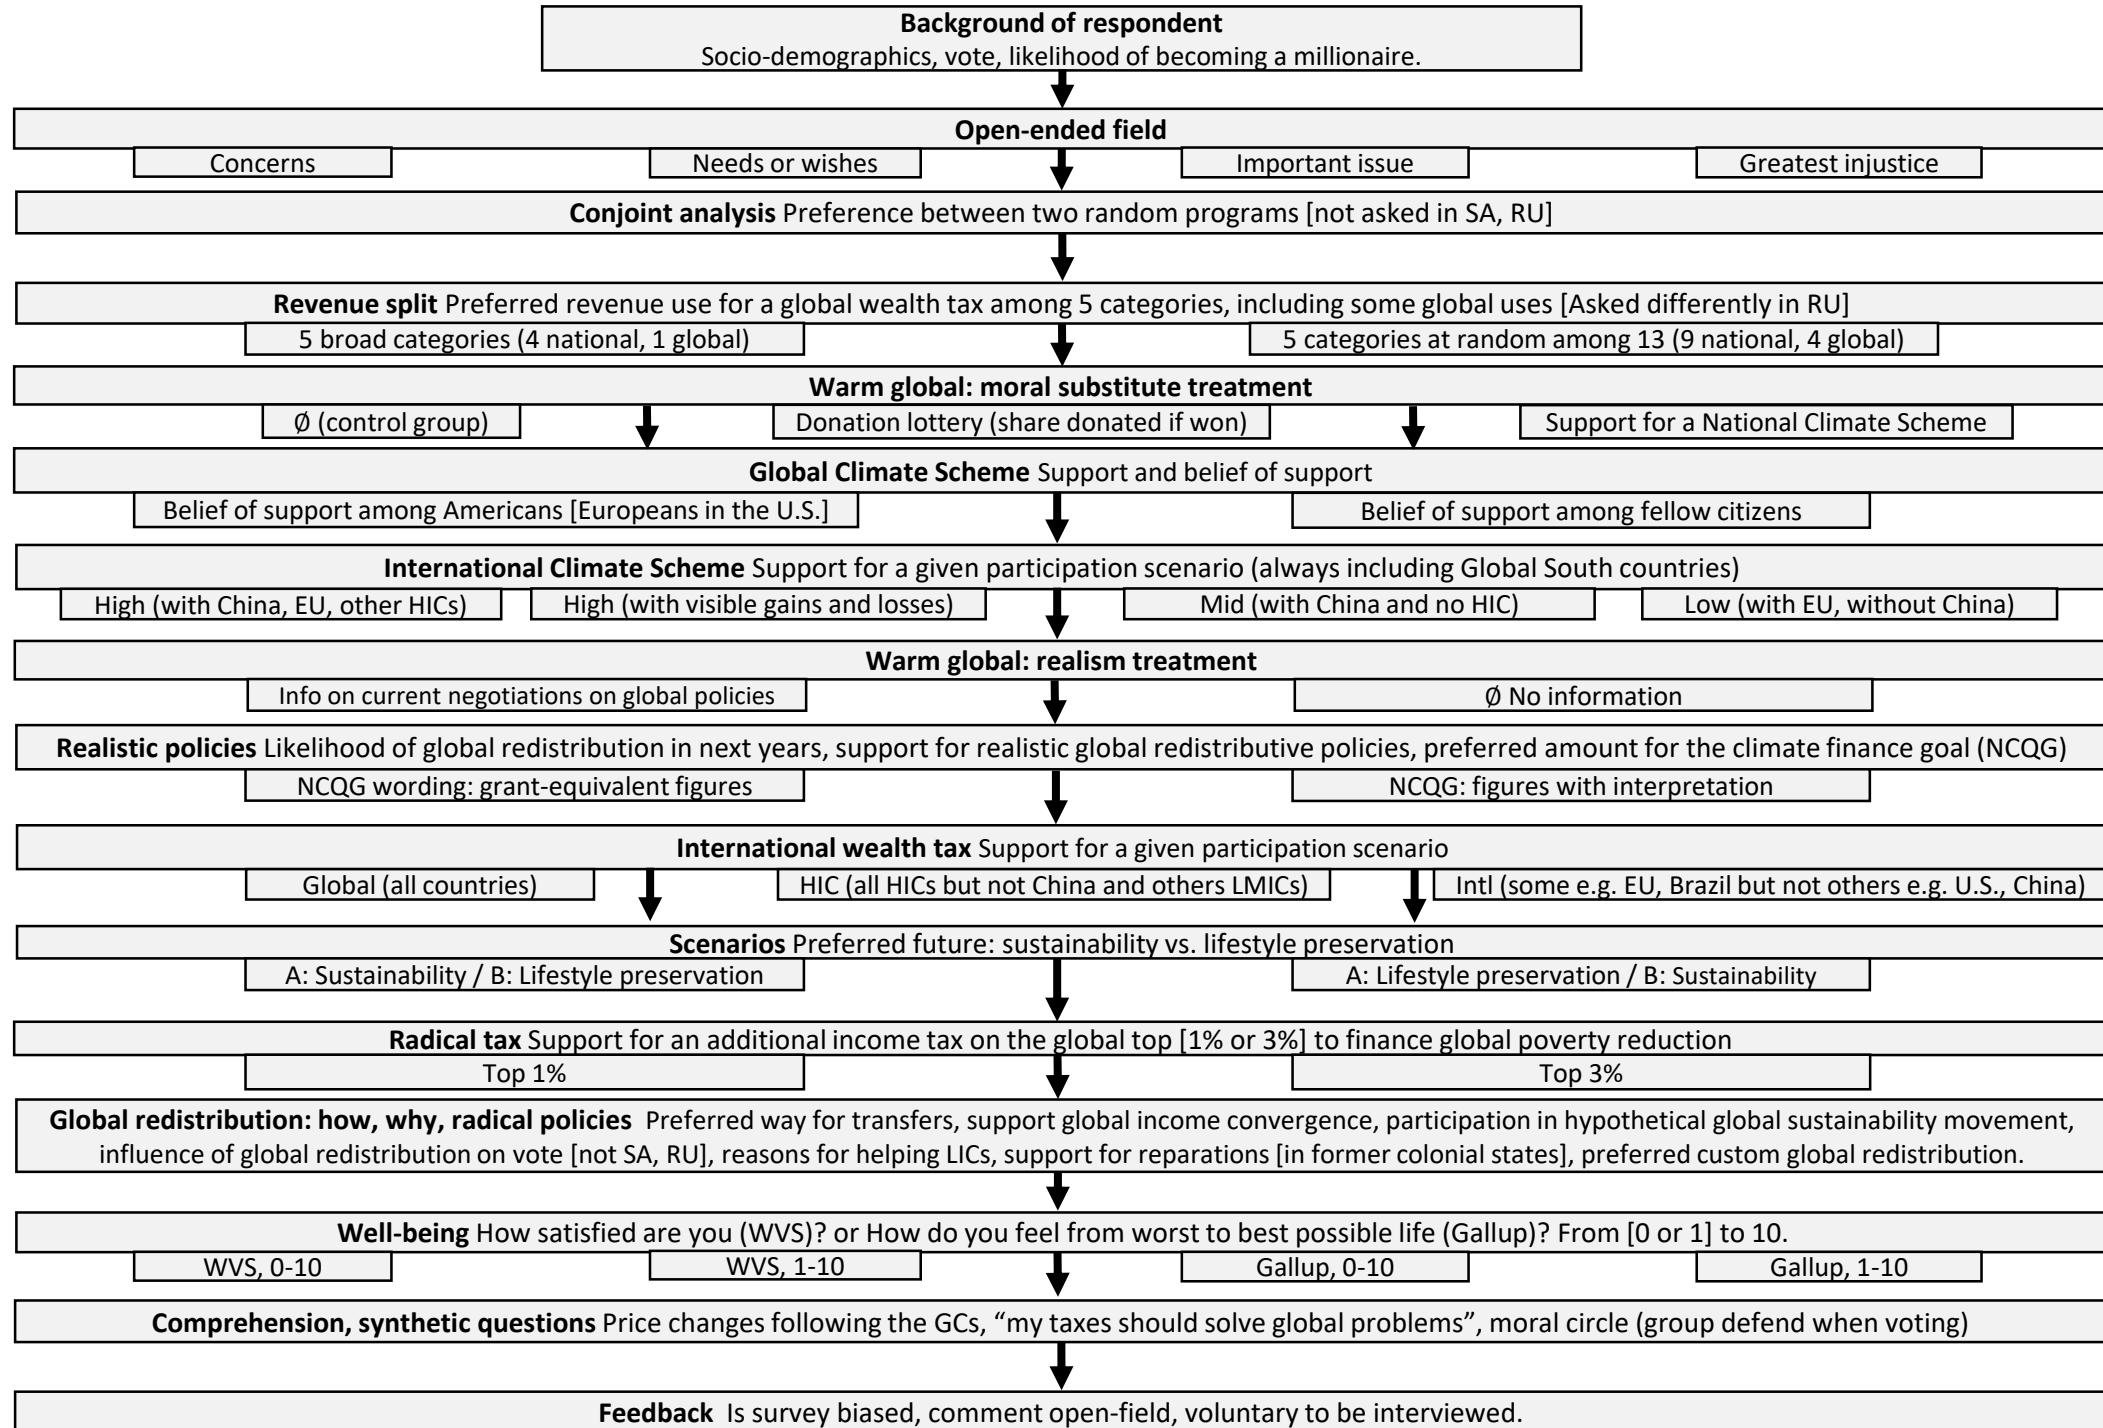 Background of respondent
Socio-demographics, vote, likelihood of becoming a millionaire.
Open-ended field
Concerns
Needs or wishes
Important issue
Greatest injustice
Conjoint analysis Preference between two random programs [not asked in SA, RU]
Revenue split Preferred revenue use for a global wealth tax among 5 categories, including some global uses [Asked differently in RU]
5 broad categories (4 national, 1 global)
5 categories at random among 13 (9 national, 4 global)
Warm global: moral substitute treatment
Ø (control group)
Donation lottery (share donated if won)
Support for a National Climate Scheme
Global Climate Scheme Support and belief of support
Belief of support among Americans [Europeans in the U.S.]
Belief of support among fellow citizens
International Climate Scheme Support for a given participation scenario (always including Global South countries)
High (with China, EU, other HICs)
High (with visible gains and losses)
Mid (with China and no HIC)
Low (with EU, without China)
Warm global: realism treatment
Info on current negotiations on global policies
Ø No information
Realistic policies Likelihood of global redistribution in next years, support for realistic global redistributive policies, preferred amount for the climate finance goal (NCQG)
NCQG wording: grant-equivalent figures
NCQG: figures with interpretation
International wealth tax Support for a given participation scenario
Global (all countries)
HIC (all HICs but not China and others LMICs)
Intl (some e.g. EU, Brazil but not others e.g. U.S., China)
Scenarios Preferred future: sustainability vs. lifestyle preservation
A: Sustainability / B: Lifestyle preservation
A: Lifestyle preservation / B: Sustainability
Radical tax Support for an additional income tax on the global top [1% or 3%] to finance global poverty reduction
Top 1%
Top 3%
Global redistribution: how, why, radical policies Preferred way for transfers, support global income convergence, participation in hypothetical global sustainability movement,
influence of global redistribution on vote [not SA, RU], reasons for helping LICs, support for reparations [in former colonial states], preferred custom global redistribution.
Well-being How satisfied are you (WVS)? or How do you feel from worst to best possible life (Gallup)? From [0 or 1] to 10.
WVS, 0-10
WVS, 1-10
Gallup, 0-10
Gallup, 1-10
Comprehension, synthetic questions Price changes following the GCs, “my taxes should solve global problems”, moral circle (group defend when voting)
Feedback Is survey biased, comment open-field, voluntary to be interviewed.